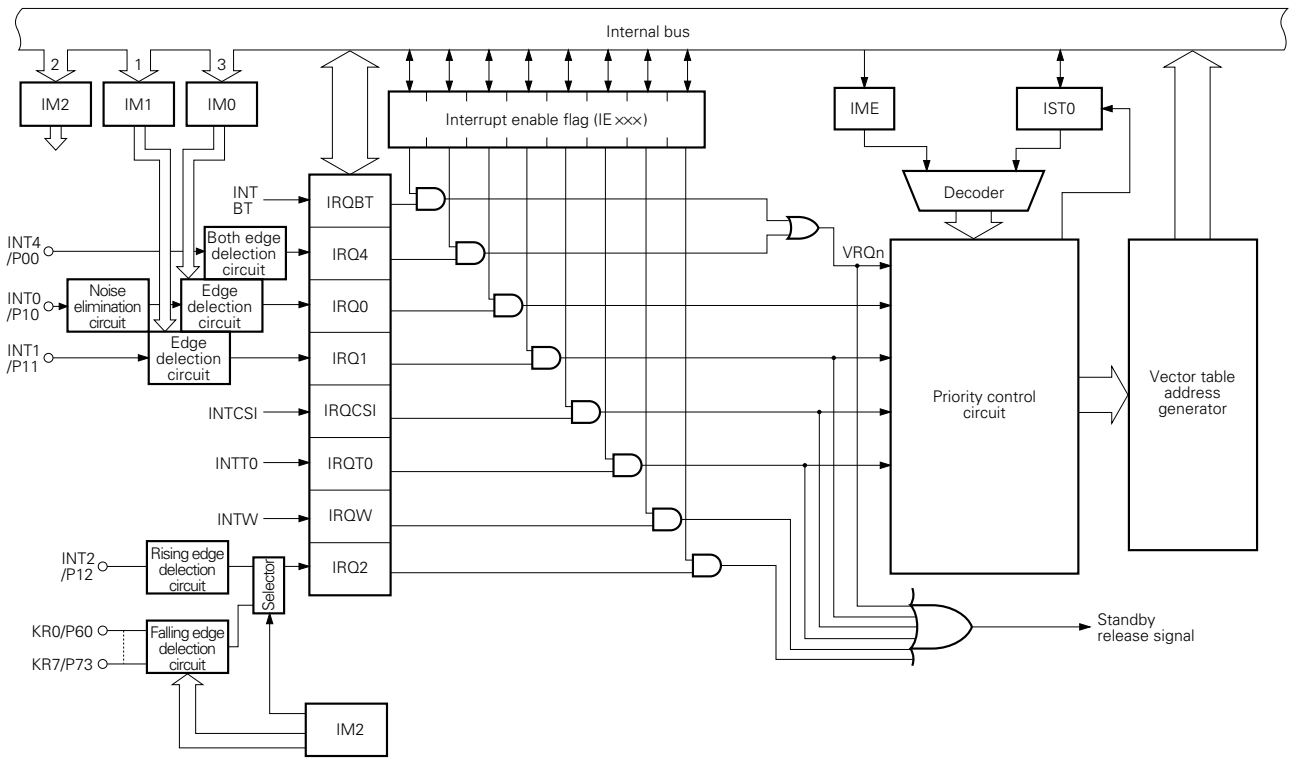 Internal bus
2
1
3
IM2
IM1
IM0
Interrupt enable flag (IE×××)
IME
IST0
Decoder
INT
BT
IRQBT
INT4
/P00
Both edge
delection
circuit
IRQ4
VRQn
INT0
/P10
Noise
elimination
circuit
Edge
delection
circuit
IRQ0
INT1
/P11
Edge
delection
circuit
IRQ1
Priority control
circuit
Vector table
address
generator
INTCSI
IRQCSI
INTT0
IRQT0
INTW
IRQW
INT2
/P12
Rising edge
delection
circuit
Selector
IRQ2
KR0/P60
KR7/P73
Falling edge
delection
circuit
Standby
release signal
IM2